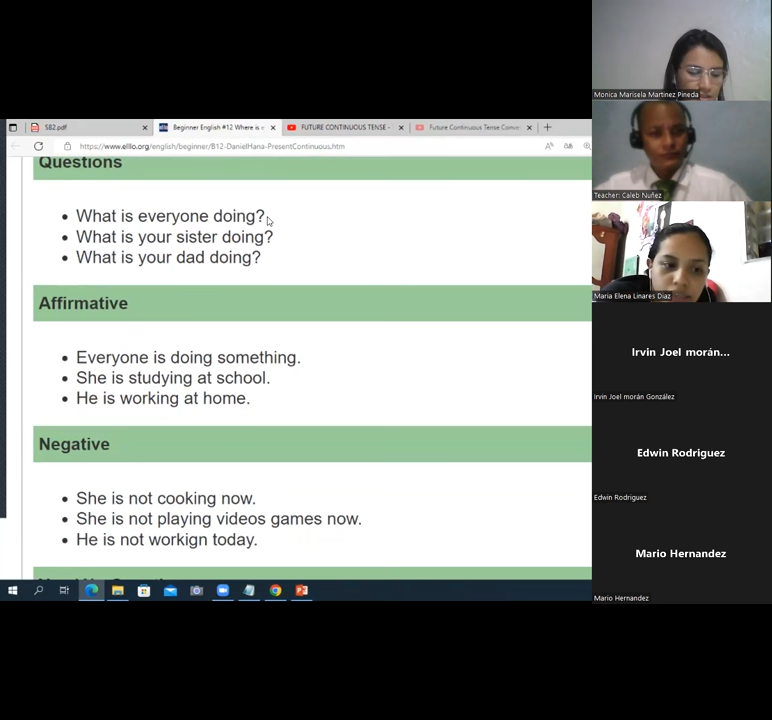 SB2.pdf
Beginner English #12 Where is e
FUTURE CONTINUOUS TENSE -
Future Continuous Tense Conve
https://www.elllo.org/english/beginner/B12-DanielHana-PresentContinuous.htm
Questions
What is everyone doing?
What is your sister doing?
What is your dad doing?
Affirmative
Everyone is doing something.
She is studying at school.
He is working at home.
Negative
She is not cooking now.
She is not playing videos games now.
He is not workign today.
Monica Marisela Martinez Pineda
Teacher: Caleb Nuñez
Maria Elena Linares Diaz
Irvin Joel morán...
Irvin Joel morán González
Edwin Rodriguez
Edwin Rodriguez
Mario Hernandez
Mario Hernandez